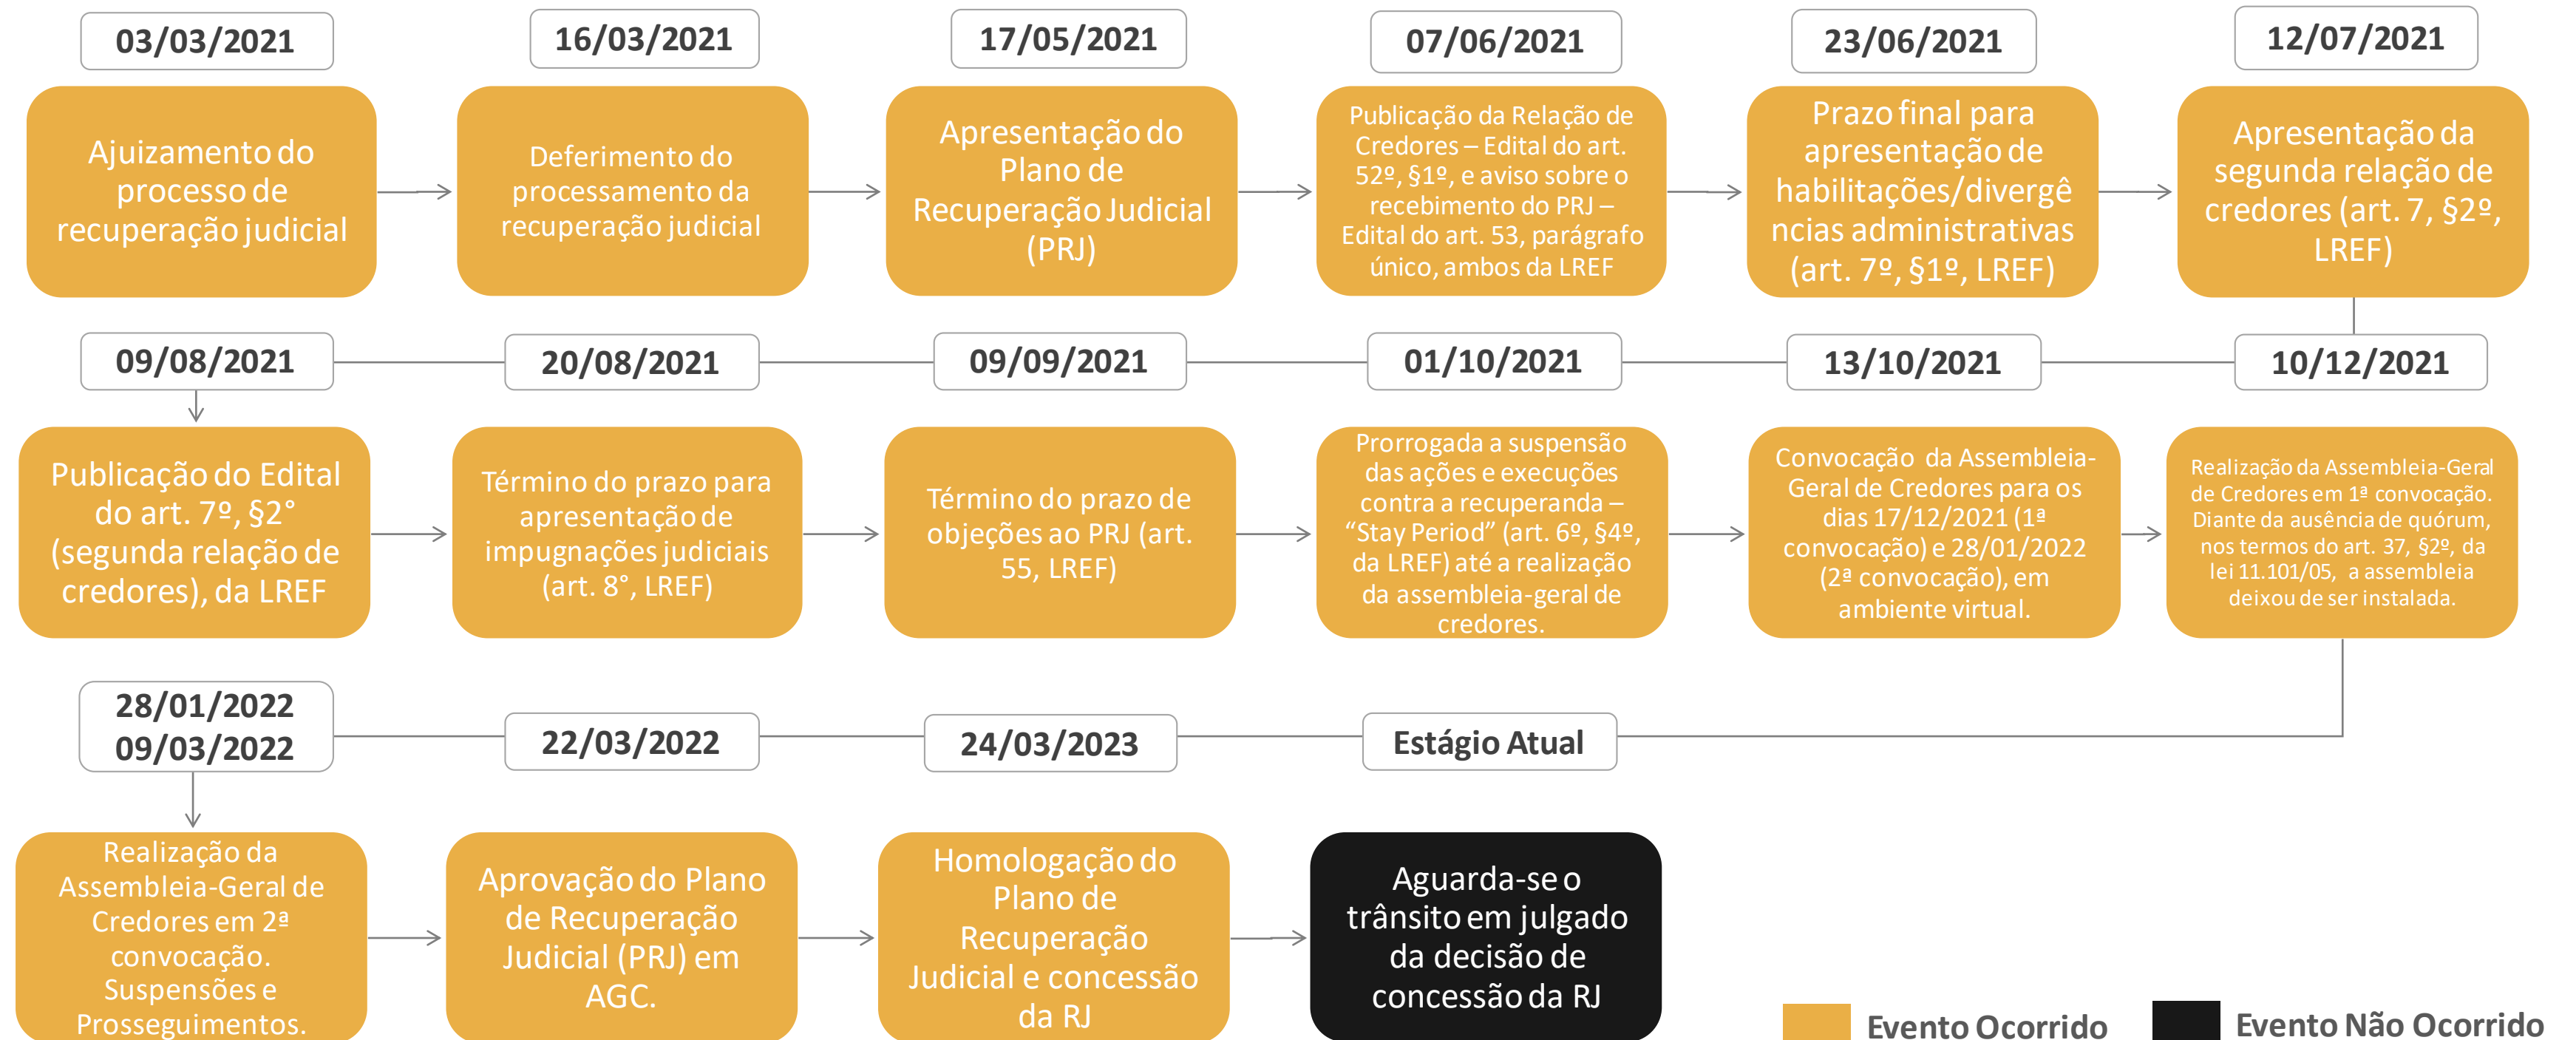 03/03/2021
Ajuizamento do
processo de
recuperação judicial
16/03/2021
Deferimento do
processamento da
recuperação judicial
17/05/2021
Apresentação do
Plano de
Recuperação Judicial
(PRJ)
07/06/2021
Publicação da Relação de
Credores – Edital do art.
52º, §1º, e aviso sobre o
recebimento do PRJ –
Edital do art. 53, parágrafo
único, ambos da LREF
23/06/2021
Prazo final para
apresentação de
habilitações/divergê
ncias administrativas
(art. 7º, §1º, LREF)
12/07/2021
Apresentação da
segunda relação de
credores (art. 7, §2º,
LREF)
09/08/2021
Publicação do Edital
do art. 7º, §2°
(segunda relação de
credores), da LREF
20/08/2021
Término do prazo para
apresentação de
impugnações judiciais
(art. 8°, LREF)
09/09/2021
Término do prazo de
objeções ao PRJ (art.
55, LREF)
01/10/2021
Prorrogada a suspensão
das ações e execuções
contra a recuperanda –
“Stay Period” (art. 6º, §4º,
da LREF) até a realização
da assembleia-geral de
credores.
13/10/2021
Convocação da Assembleia-
Geral de Credores para os
dias 17/12/2021 (1ª
convocação) e 28/01/2022
(2ª convocação), em
ambiente virtual.
10/12/2021
Realização da Assembleia-Geral
de Credores em 1ª convocação.
Diante da ausência de quórum,
nos termos do art. 37, §2º, da
lei 11.101/05, a assembleia
deixou de ser instalada.
28/01/2022
09/03/2022
Realização da
Assembleia-Geral de
Credores em 2ª
convocação.
Suspensões e
Prosseguimentos.
22/03/2022
Aprovação do Plano
de Recuperação
Judicial (PRJ) em
AGC.
24/03/2023
Homologação do
Plano de
Recuperação
Judicial e concessão
da RJ
Estágio Atual
Aguarda-se o
trânsito em julgado
da decisão de
concessão da RJ
Evento Ocorrido
Evento Não Ocorrido